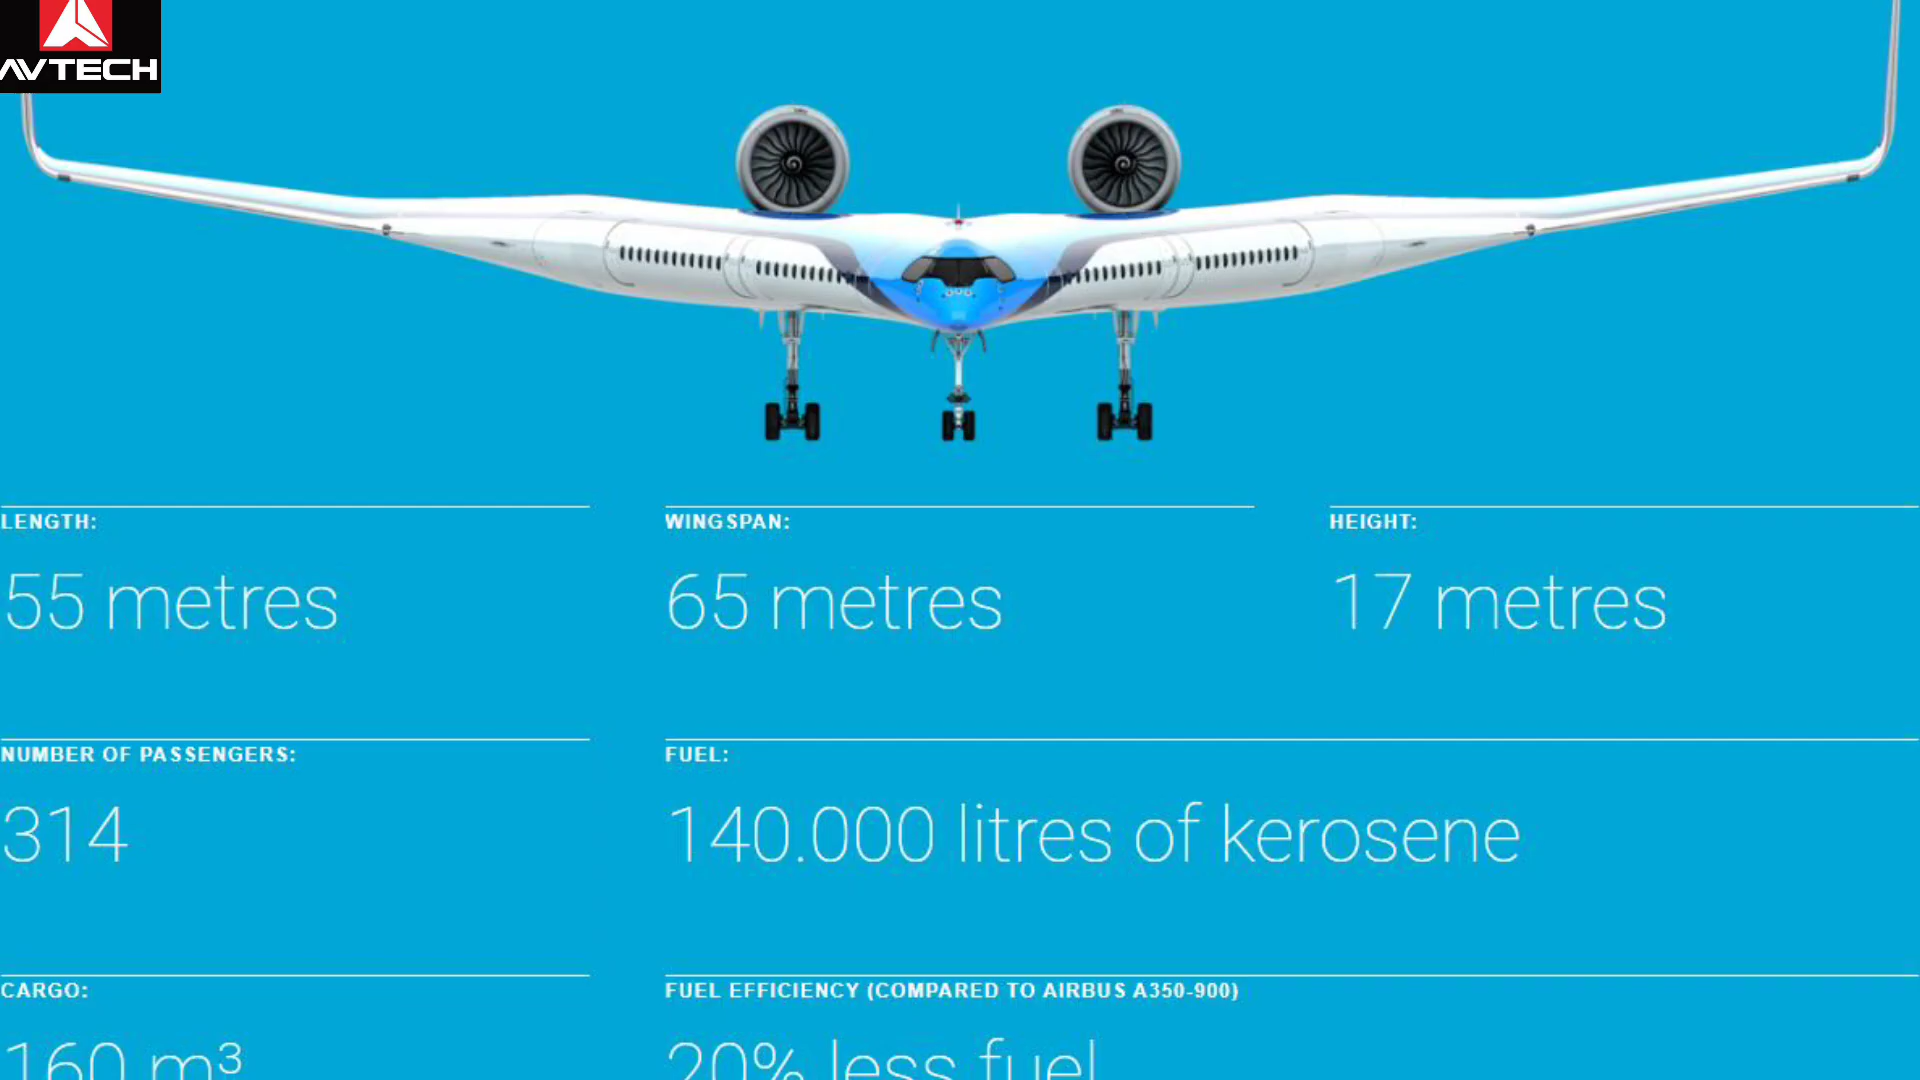 AVTECH
LENGTH:
55 metres
WINGSPAN:
65 metres
HEIGHT:
17 metres
NUMBER OF PASSENGERS:
314
FUEL:
140.000 litres of kerosene
CARGO:
160 m³
FUEL EFFICIENCY (COMPARED TO AIRBUS A350-900)
20% less fuel